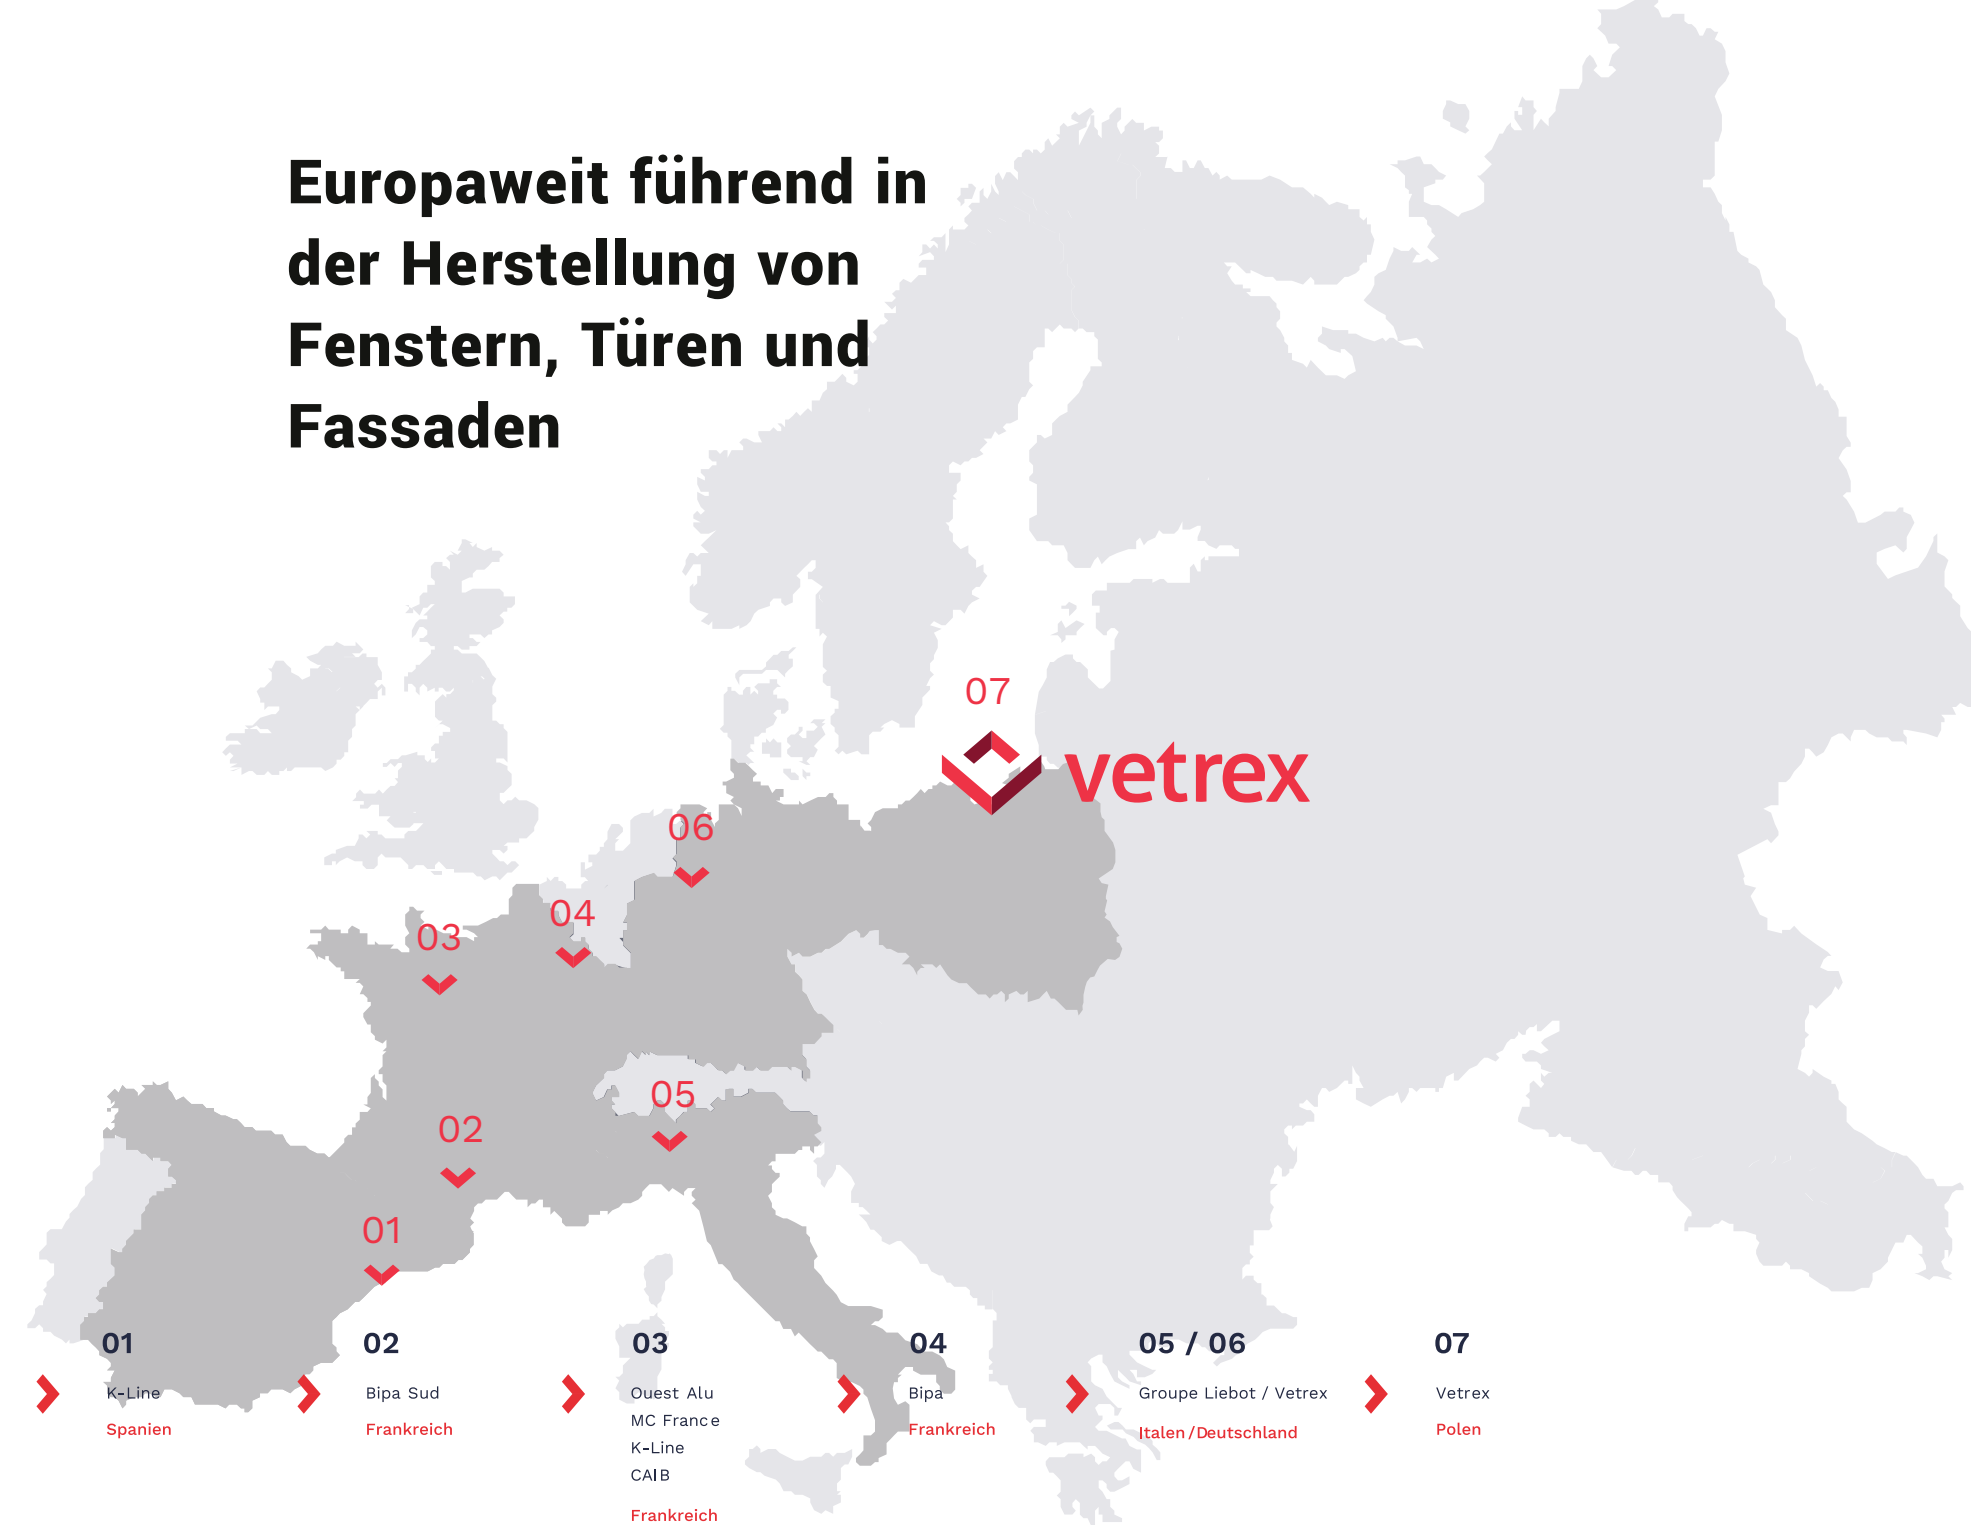 Europaweit führend in
der Herstellung von
Fenstern, Türen und
Fassaden
07
vetrex
06
04
03
05
02
01
01
K-Line
Spanien
02
Bipa Sud
Frankreich
03
Ouest Alu
MC France
K-Line
CAIB
Frankreich
04
Bipa
Frankreich
05 / 06
Groupe Liebot / Vetrex
Italen/Deutschland
07
Vetrex
Polen